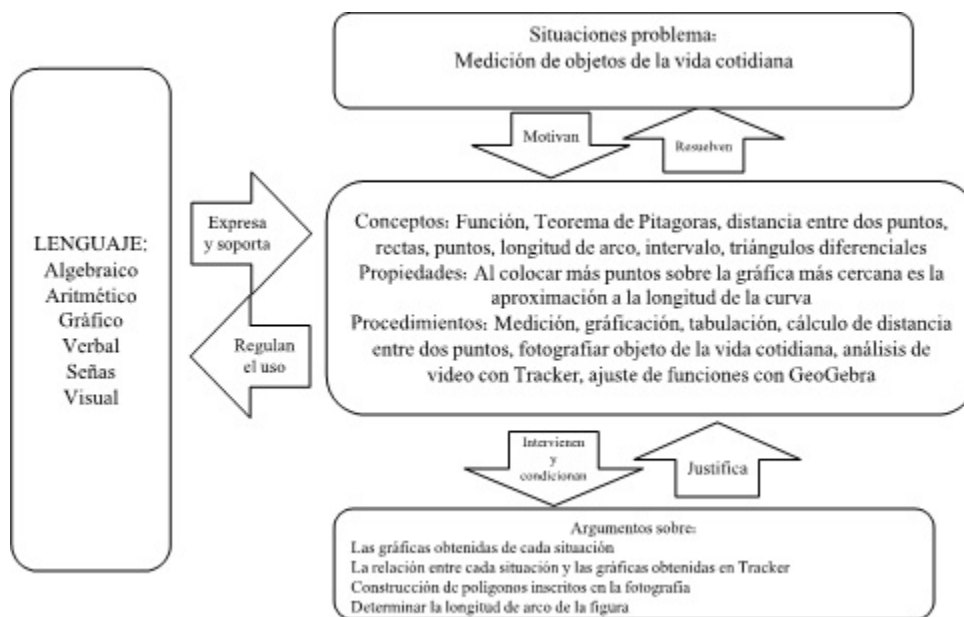 Situaciones problema:
Medición de objetos de la vida cotidiana
Motivan
Resuelven
LENGUAJE:
Algebraico
Aritmético
Gráfico
Verbal
Señas
Visual
Expresa
y soporta
Regulan
el uso
Conceptos: Función, Teorema de Pitagoras, distancia entre dos puntos,
rectas, puntos, longitud de arco, intervalo, triángulos diferenciales
Propiedades: Al colocar más puntos sobre la gráfica más cercana es la
aproximación a la longitud de la curva
Procedimientos: Medición, gráficación, tabulación, cálculo de distancia
entre dos puntos, fotografiar objeto de la vida cotidiana, análisis de
video con Tracker, ajuste de funciones con GeoGebra
Intervienen
y
condicionan
Justifica
Argumentos sobre:
Las gráficas obtenidas de cada situación
La relación entre cada situación y las gráficas obtenidas en Tracker
Construcción de polígonos inscritos en la fotografía
Determinar la longitud de arco de la figura